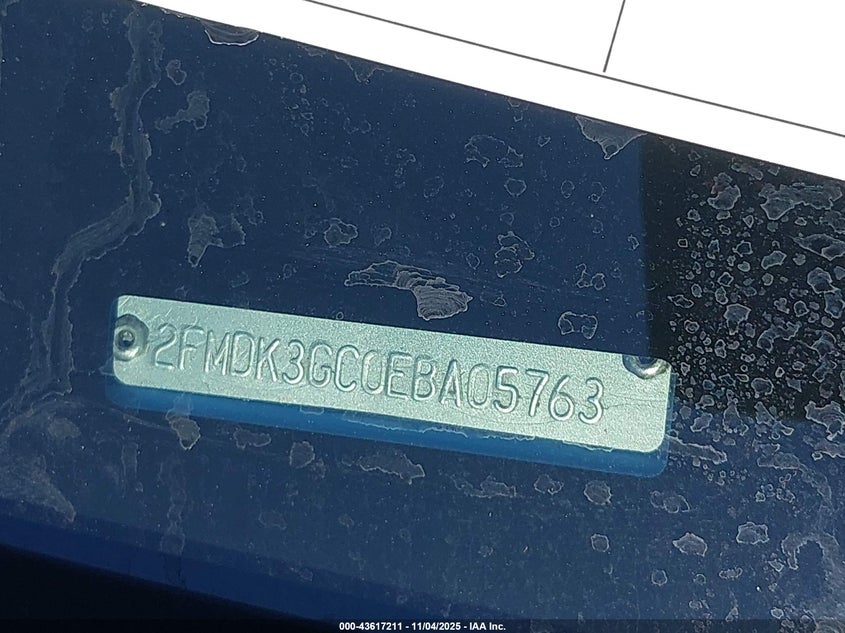 2FMDK3GC0EBA05763
000-43617211 - 11/04/2025 - IAA Inc.